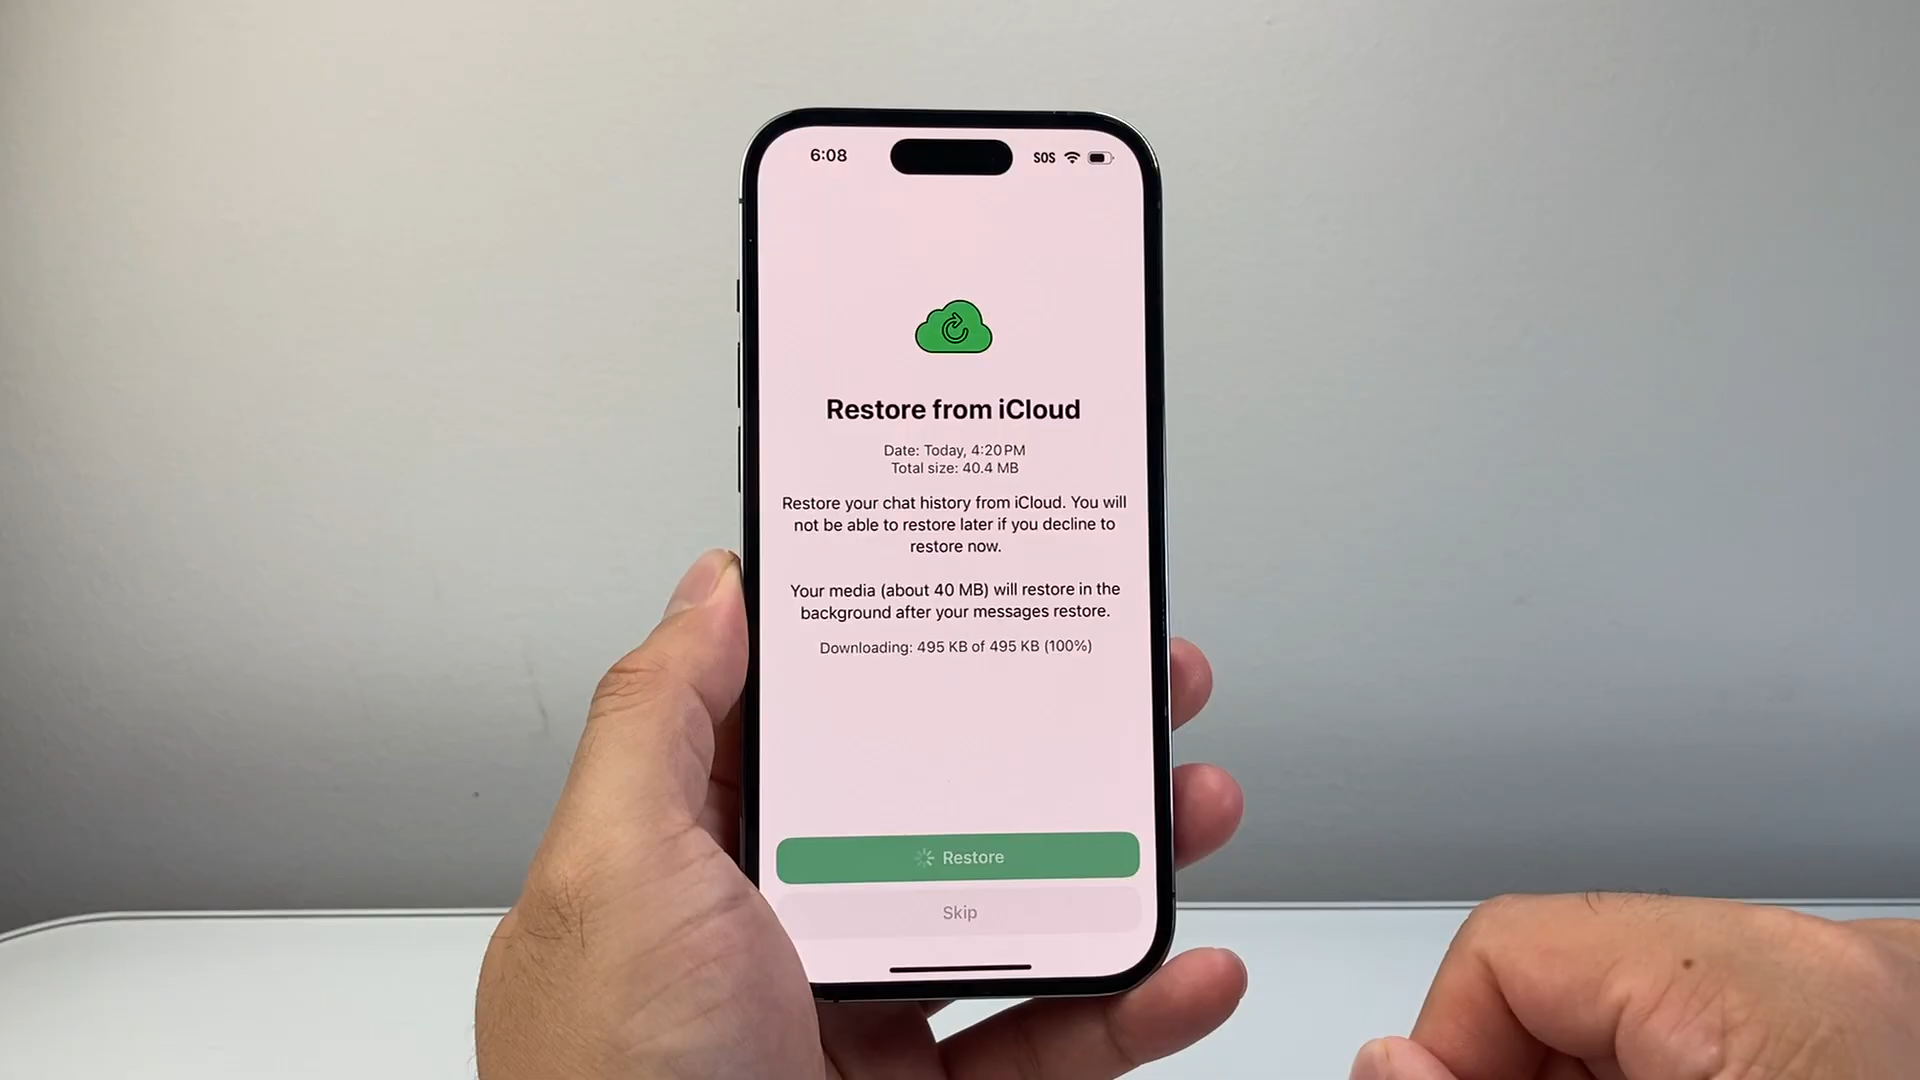 6:08 SOS
Restore from iCloud
Date: Today, 4:20 PM
Total size: 40.4 MB
Restore your chat history from iCloud. You will
not be able to restore later if you decline to
restore now.
Your media (about 40 MB) will restore in the
background after your messages restore.
Downloading: 495 KB of 495 KB (100%)
Restore
Skip